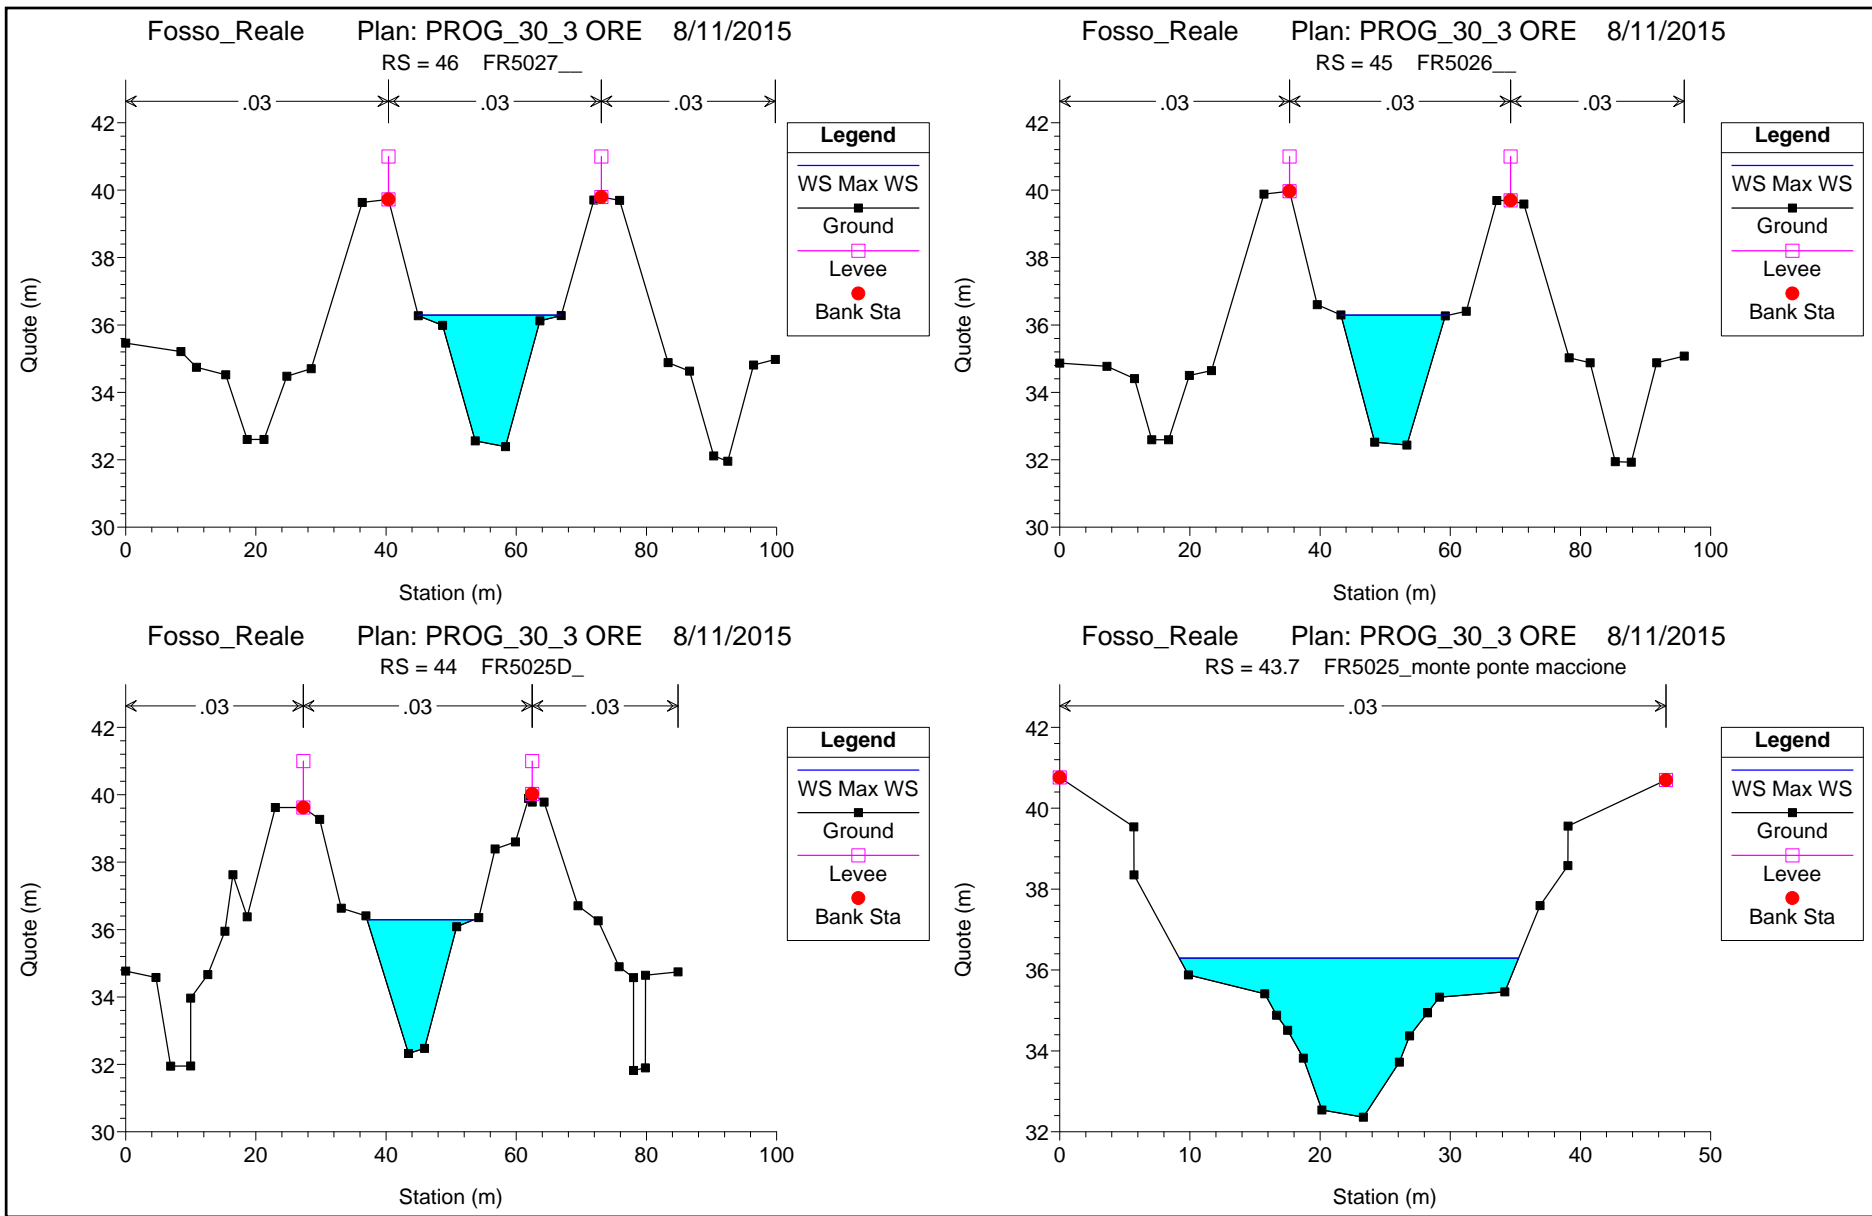 Fosso_Reale Plan: PROG_30_3 ORE 8/11/2015
RS = 46 FR5027__
.03 .03 .03
42
40
38
36
34
32
30
Quote (m)
0 20 40 60 80 100
Station (m)
Legend
WS Max WS
Ground
Levee
Bank Sta
Fosso_Reale Plan: PROG_30_3 ORE 8/11/2015
RS = 45 FR5026__
.03 .03 .03
42
40
38
36
34
32
30
Quote (m)
0 20 40 60 80 100
Station (m)
Legend
WS Max WS
Ground
Levee
Bank Sta
Fosso_Reale Plan: PROG_30_3 ORE 8/11/2015
RS = 44 FR5025D_
.03 .03 .03
42
40
38
36
34
32
30
Quote (m)
0 20 40 60 80 100
Station (m)
Legend
WS Max WS
Ground
Levee
Bank Sta
Fosso_Reale Plan: PROG_30_3 ORE 8/11/2015
RS = 43.7 FR5025_monte ponte maccione
.03
42
40
38
36
34
32
Quote (m)
0 10 20 30 40 50
Station (m)
Legend
WS Max WS
Ground
Levee
Bank Sta